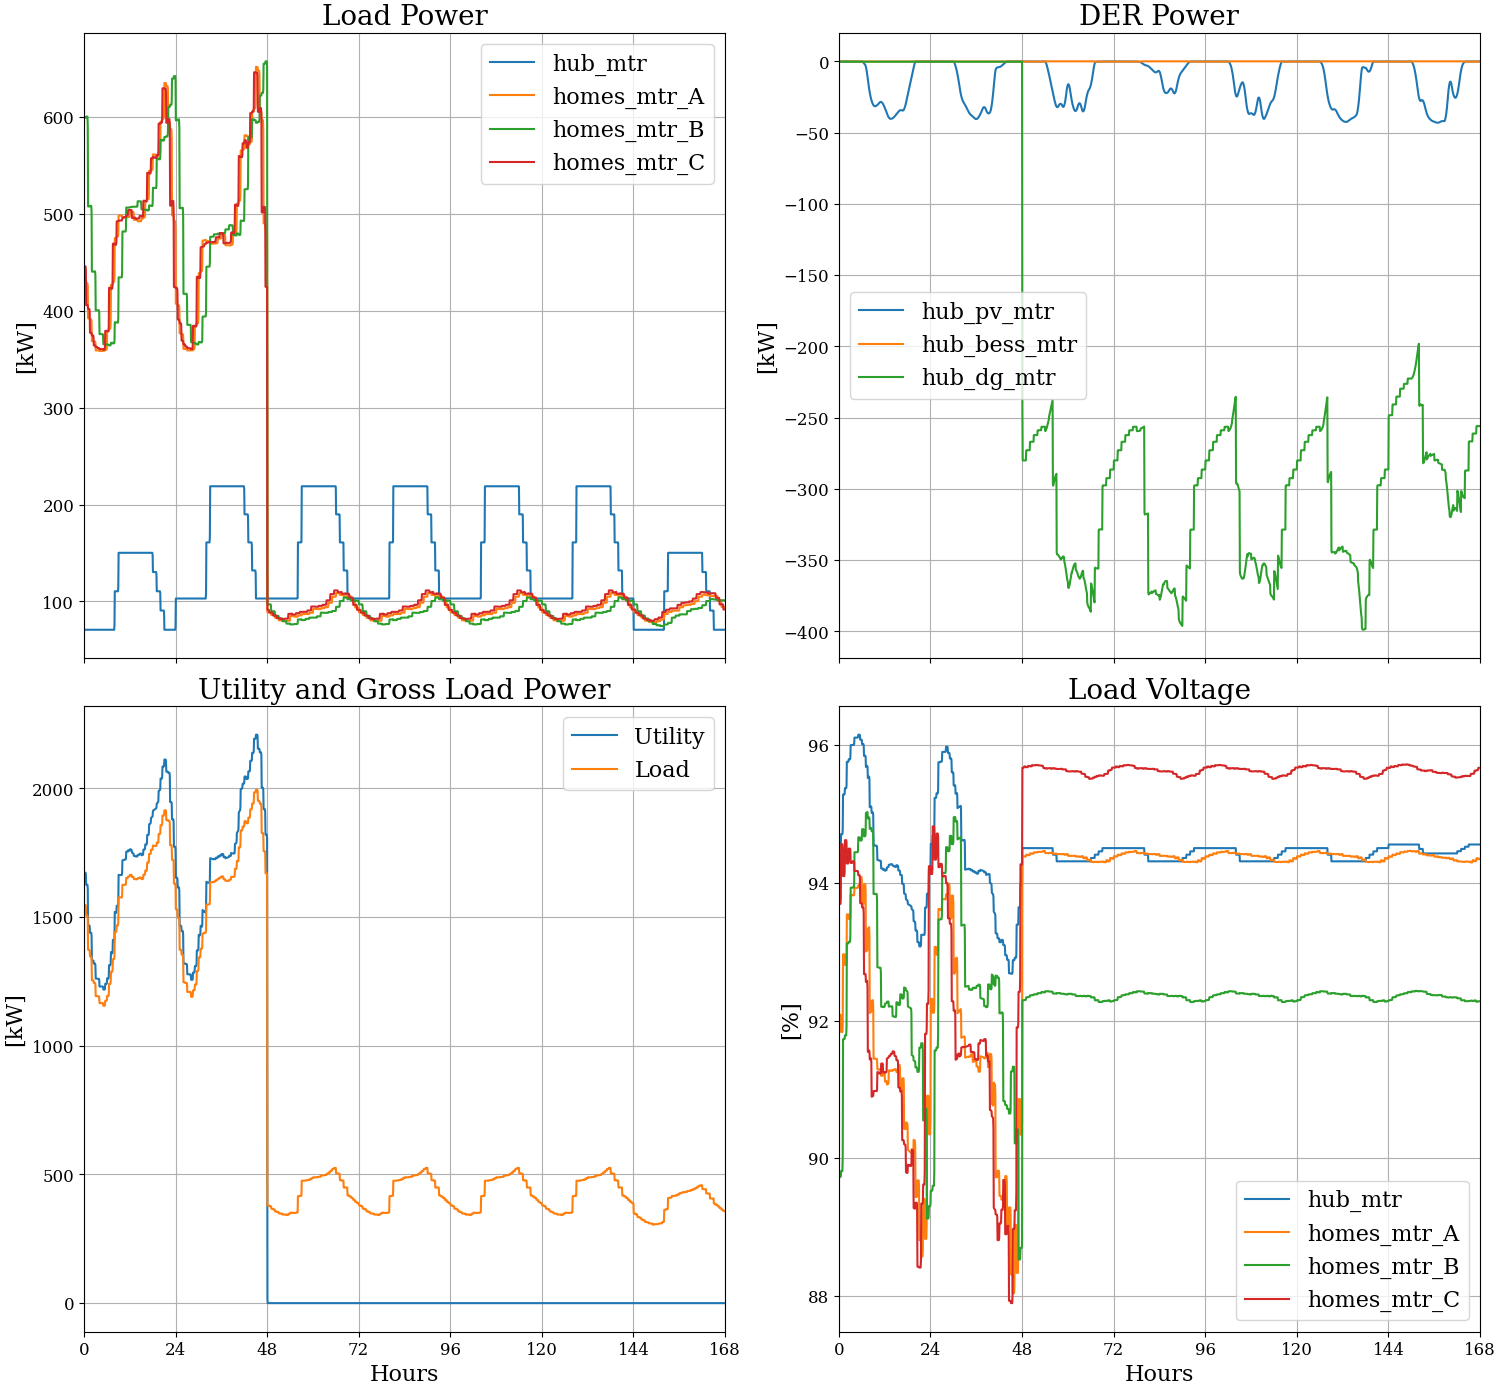 Load Power
hub_mtr
homes_mtr_A
homes_mtr_B
homes_mtr_C
600
500
400
300
200
100
[kW]
DER Power
0
−50
−100
−150
−200
−250
−300
−350
−400
[kW]
hub_pv_mtr
hub_bess_mtr
hub_dg_mtr
Utility and Gross Load Power
Utility
Load
2000
1500
1000
500
0
[kW]
0 24 48 72 96 120 144 168
Hours
Load Voltage
96
94
92
90
88
[%]
hub_mtr
homes_mtr_A
homes_mtr_B
homes_mtr_C
0 24 48 72 96 120 144 168
Hours